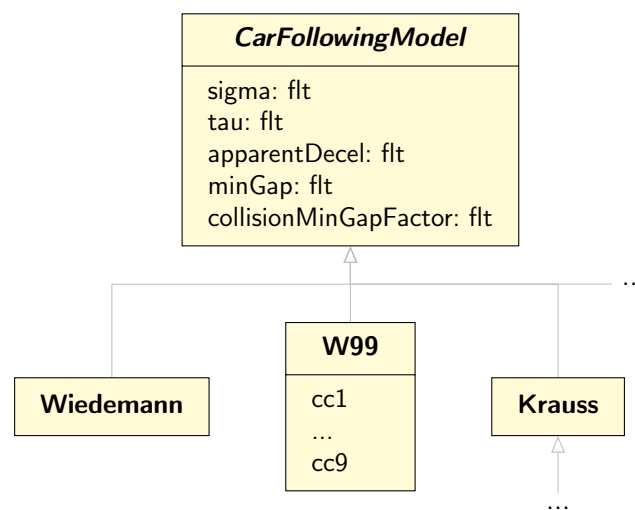 CarFollowingModel
sigma: flt
tau: flt
apparentDecel: flt
minGap: flt
collisionMinGapFactor: flt
..
W99
Wiedemann
cc1
...
cc9
Krauss
...